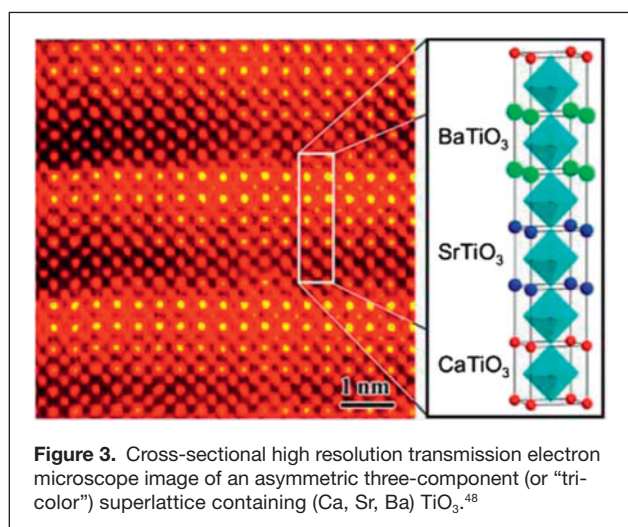 BaTiO3
SrTiO3
CaTiO3
1 nm
Figure 3. Cross-sectional high resolution transmission electron
microscope image of an asymmetric three-component (or “tri-
color”) superlattice containing (Ca, Sr, Ba) TiO3.48